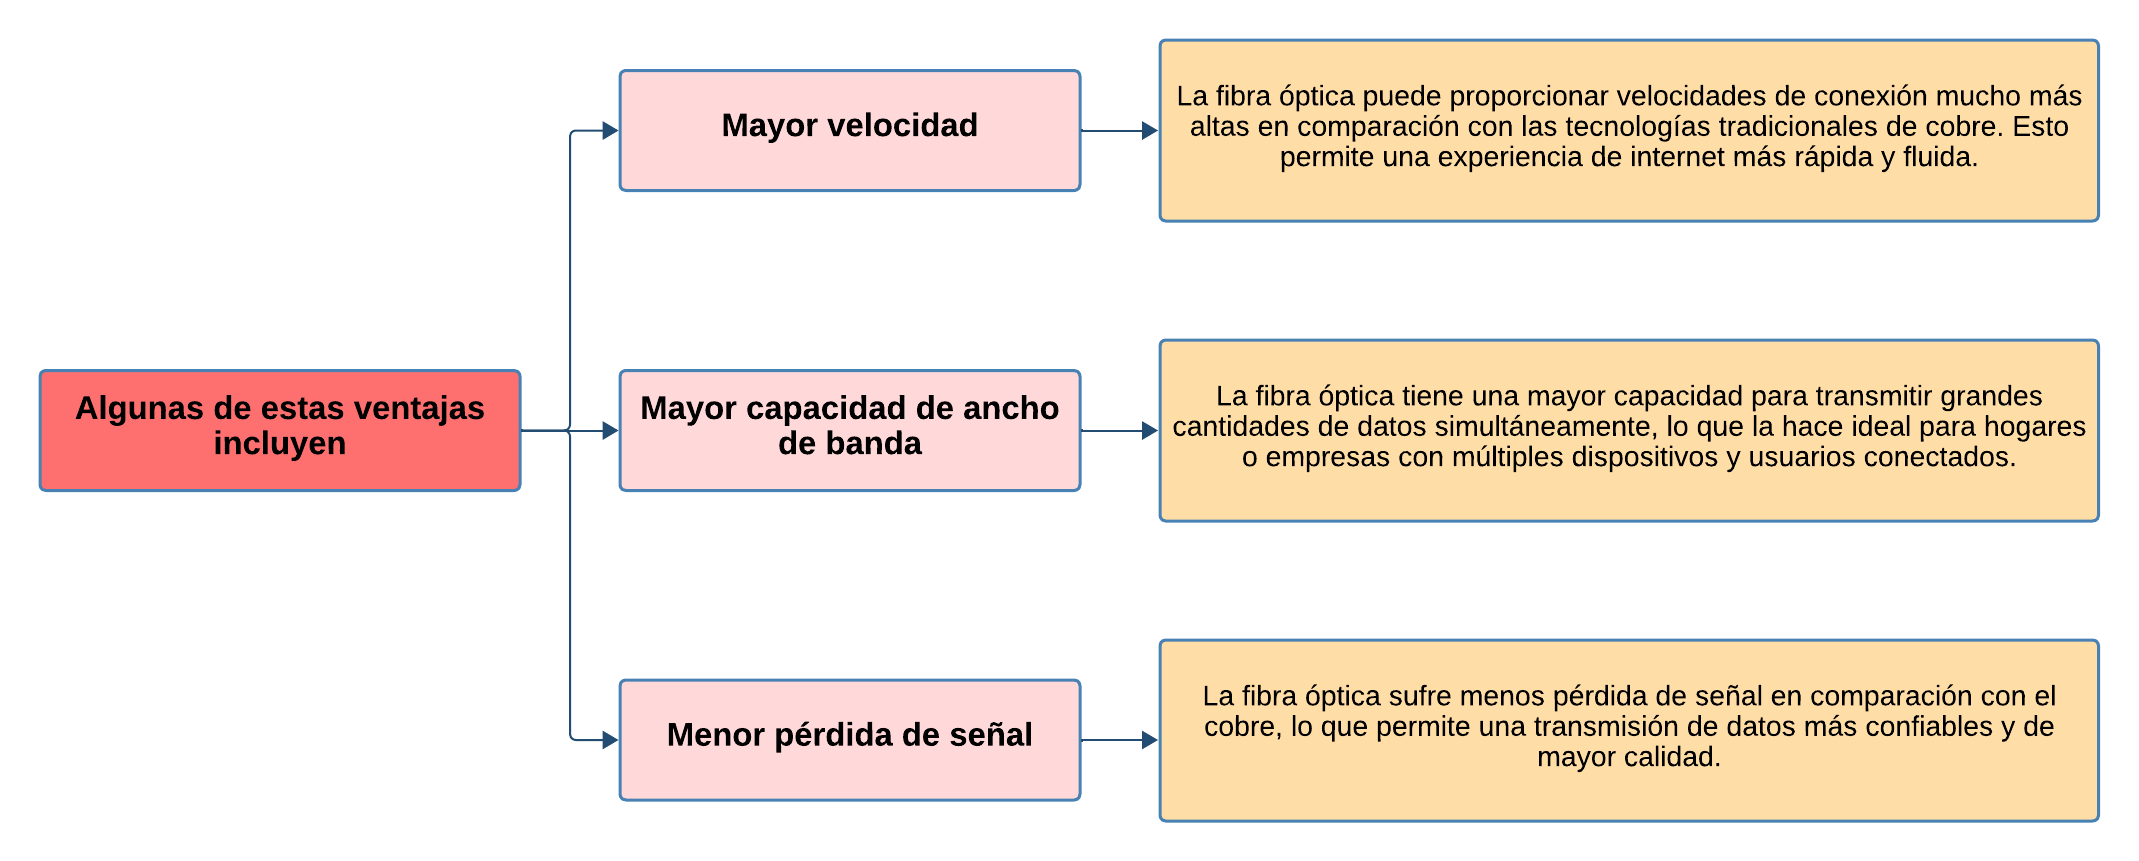 Algunas de estas ventajas
incluyen
Mayor velocidad
La fibra óptica puede proporcionar velocidades de conexión mucho más
altas en comparación con las tecnologías tradicionales de cobre. Esto
permite una experiencia de internet más rápida y fluida.
Mayor capacidad de ancho
de banda
La fibra óptica tiene una mayor capacidad para transmitir grandes
cantidades de datos simultáneamente, lo que la hace ideal para hogares
o empresas con múltiples dispositivos y usuarios conectados.
Menor pérdida de señal
La fibra óptica sufre menos pérdida de señal en comparación con el
cobre, lo que permite una transmisión de datos más confiables y de
mayor calidad.